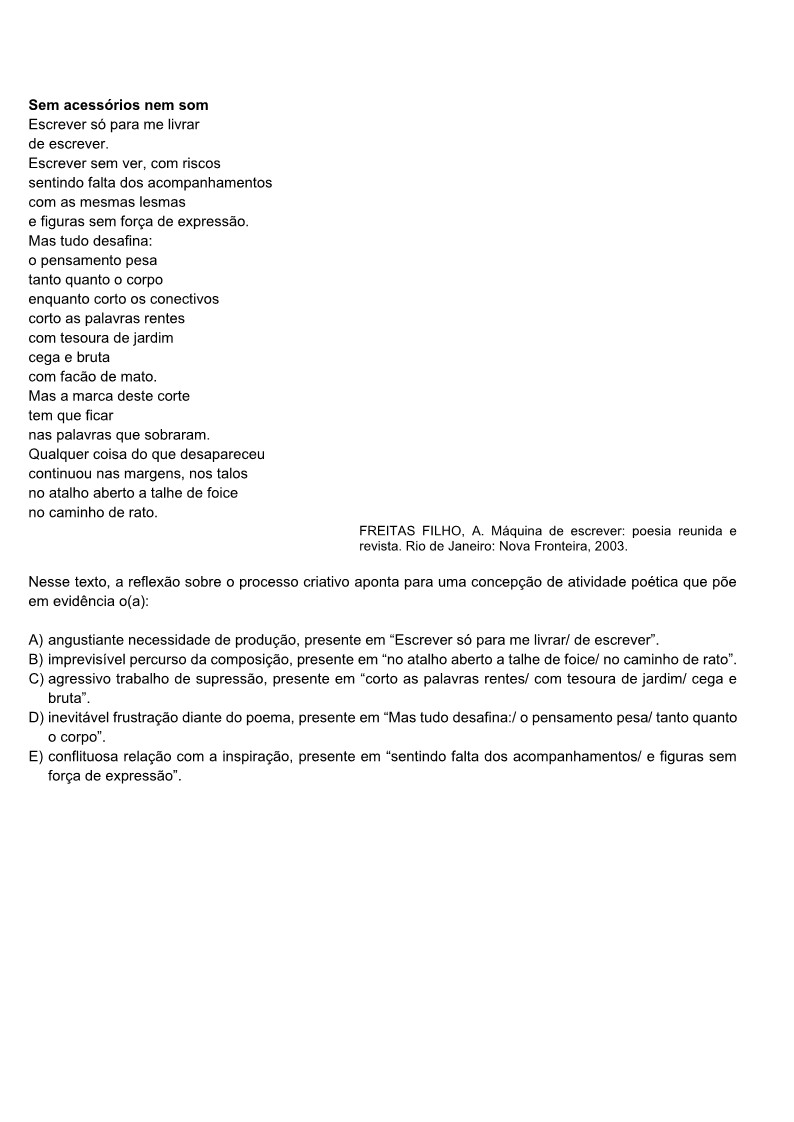 Sem acessórios nem som
Escrever só para me livrar
de escrever.
Escrever sem ver, com riscos
sentindo falta dos acompanhamentos
com as mesmas lesmas
e figuras sem força de expressão.
Mas tudo desafina:
o pensamento pesa
tanto quanto o corpo
enquanto corto os conectivos
corto as palavras rentes
com tesoura de jardim
cega e bruta
com facão de mato.
Mas a marca deste corte
tem que ficar
nas palavras que sobraram.
Qualquer coisa do que desapareceu
continuou nas margens, nos talos
no atalho aberto a talhe de foice
no caminho de rato.
FREITAS FILHO, A. Máquina de escrever: poesia reunida e
revista. Rio de Janeiro: Nova Fronteira, 2003.
Nesse texto, a reflexão sobre o processo criativo aponta para uma concepção de atividade poética que põe
em evidência o(a):
A) angustiante necessidade de produção, presente em “Escrever só para me livrar/ de escrever”.
B) imprevisível percurso da composição, presente em “no atalho aberto a talhe de foice/ no caminho de rato”.
C) agressivo trabalho de supressão, presente em “corto as palavras rentes/ com tesoura de jardim/ cega e
bruta”.
D) inevitável frustração diante do poema, presente em “Mas tudo desafina:/ o pensamento pesa/ tanto quanto
o corpo”.
E) conflituosa relação com a inspiração, presente em “sentindo falta dos acompanhamentos/ e figuras sem
força de expressão”.